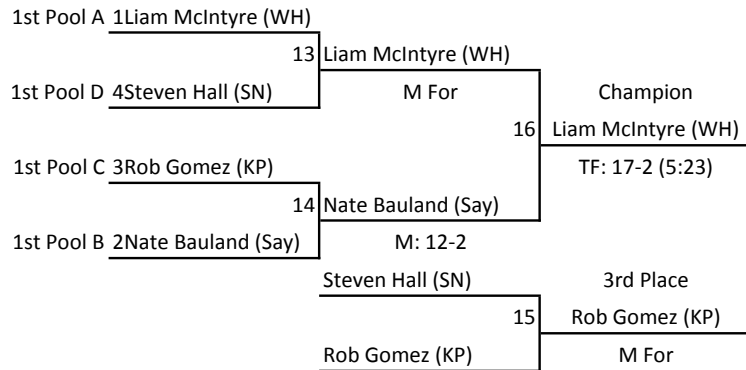 1st Pool A 1Liam McIntyre (WH)
13 Liam McIntyre (WH)
1st Pool D 4Steven Hall (SN) M For Champion
16 Liam McIntyre (WH)
1st Pool C 3Rob Gomez (KP) TF: 17-2 (5:23)
14 Nate Bauland (Say)
1st Pool B 2Nate Bauland (Say) M: 12-2
Steven Hall (SN) 3rd Place
15 Rob Gomez (KP)
Rob Gomez (KP) M For